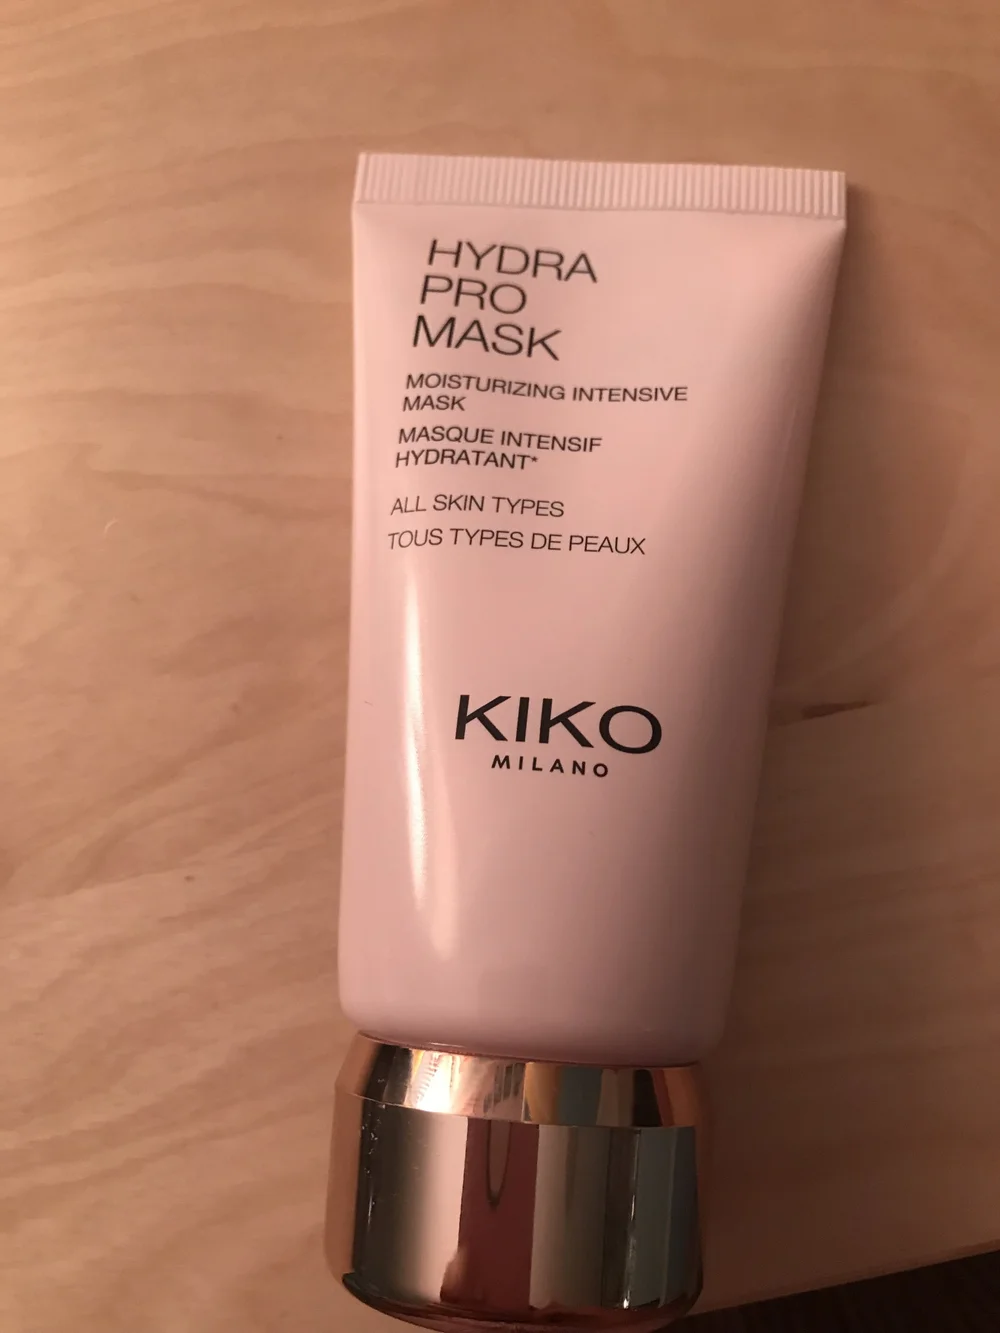 HYDRA
PRO
MASK
MOISTURIZING INTENSIVE
MASK
MASQUE INTENSIF
HYDRATANT*
ALL SKIN TYPES
TOUS TYPES DE PEAUX
KIKO
MILANO